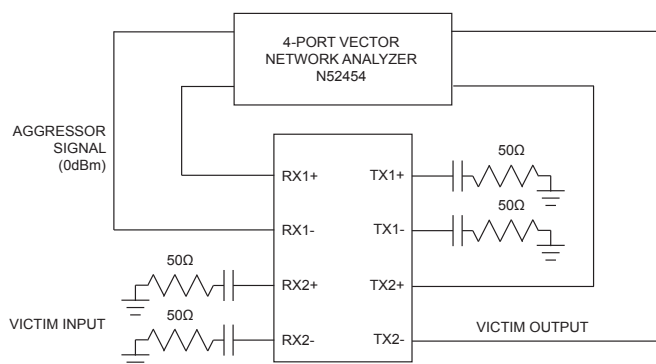 4-PORT VECTOR
NETWORK ANALYZER
N52454
AGGRESSOR
SIGNAL
(0dBm)
RX1+
TX1+
50Ω
RX1-
TX1-
50Ω
50Ω
RX2+
TX2+
VICTIM INPUT
50Ω
RX2-
TX2-
VICTIM OUTPUT